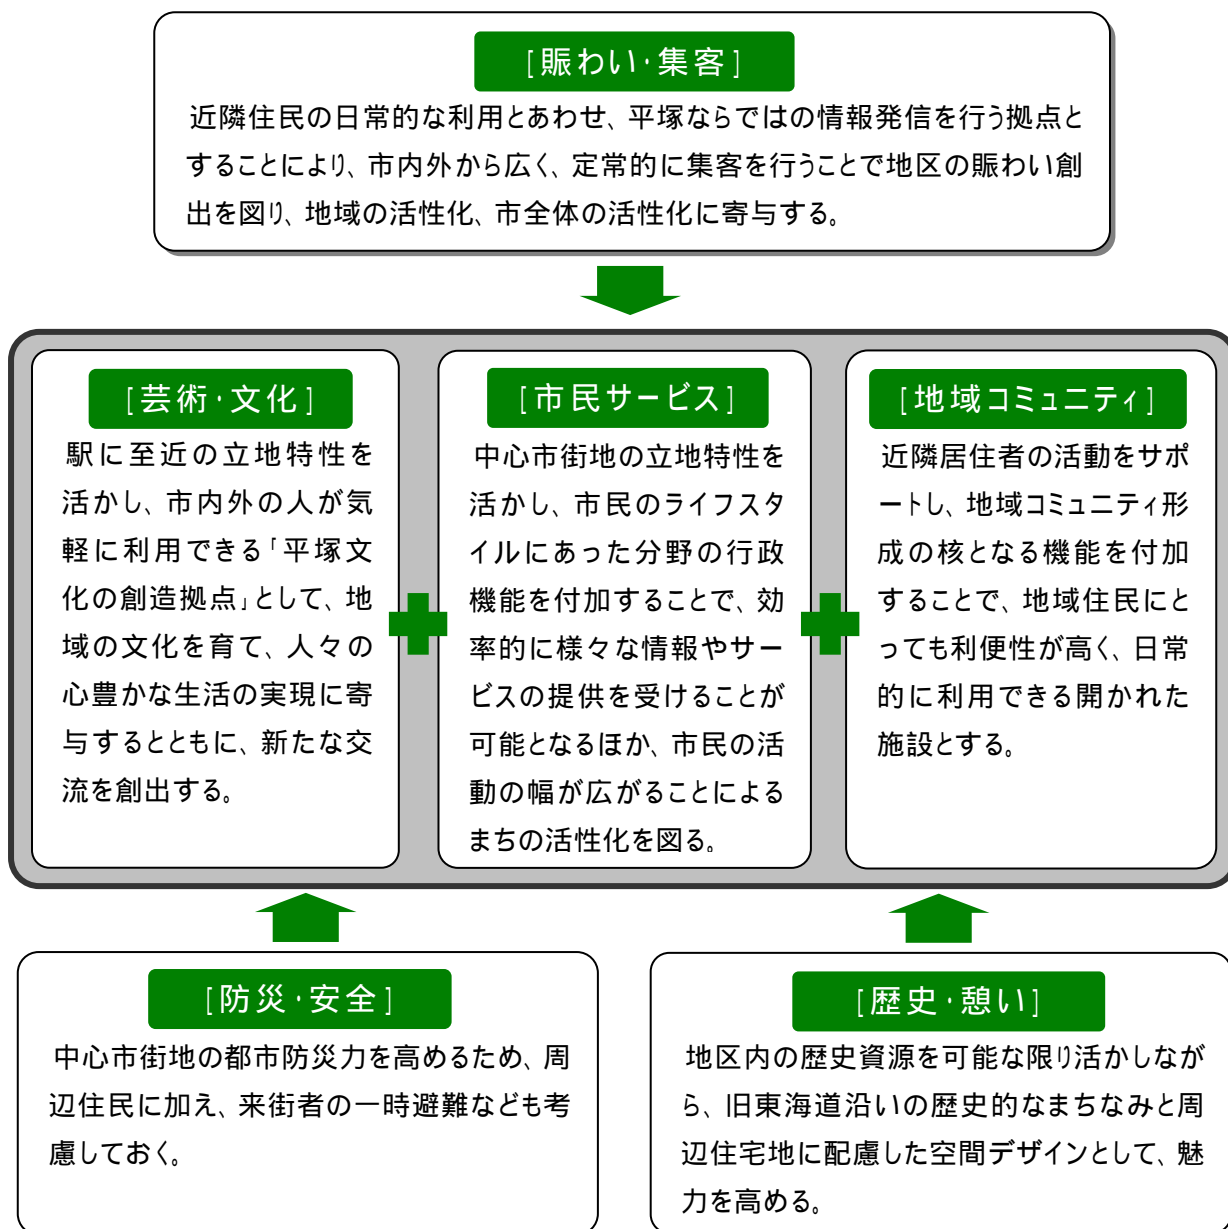 [賑わい・集客]
近隣住民の日常的な利用とあわせ、平塚ならではの情報発信を行う拠点と
することにより、市内外から広く、定常的に集客を行うことで地区の賑わい創
出を図り、地域の活性化、市全体の活性化に寄与する。
[芸術・文化]
駅に至近の立地特性を
活かし、市内外の人が気
軽に利用できる「平塚文
化の創造拠点」として、地
域の文化を育て、人々の
心豊かな生活の実現に寄
与するとともに、新たな交
流を創出する。
[市民サービス]
中心市街地の立地特性を
活かし、市民のライフスタ
イルにあった分野の行政
機能を付加することで、効
率的に様々な情報やサー
ビスの提供を受けることが
可能となるほか、市民の活
動の幅が広がることによる
まちの活性化を図る。
[地域コミュニティ]
近隣居住者の活動をサポ
ートし、地域コミュニティ形
成の核となる機能を付加
することで、地域住民にと
っても利便性が高く、日常
的に利用できる開かれた
施設とする。
[防災・安全]
中心市街地の都市防災力を高めるため、周
辺住民に加え、来街者の一時避難なども考
慮しておく。
[歴史・憩い]
地区内の歴史資源を可能な限り活かしなが
ら、旧東海道沿いの歴史的なまちなみと周
辺住宅地に配慮した空間デザインとして、魅
力を高める。